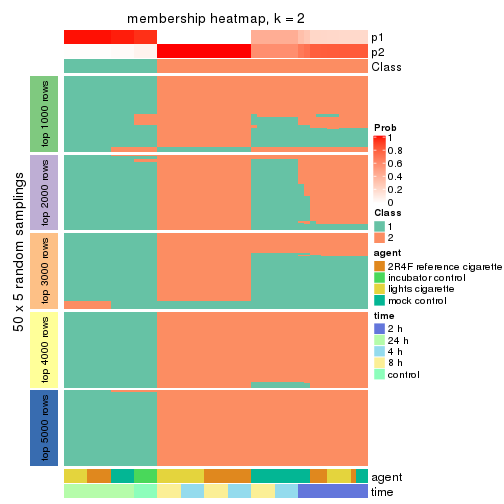 membership heatmap, k = 2
p1
p2
Class
50 x 5 random samplings
top 1000 rows
top 2000 rows
top 3000 rows
top 4000 rows
top 5000 rows
agent
time
Prob
1
0.8
0.6
0.4
0.2
0
Class
1
2
agent
2R4F reference cigarette
incubator control
lights cigarette
mock control
time
2 h
24 h
4 h
8 h
control